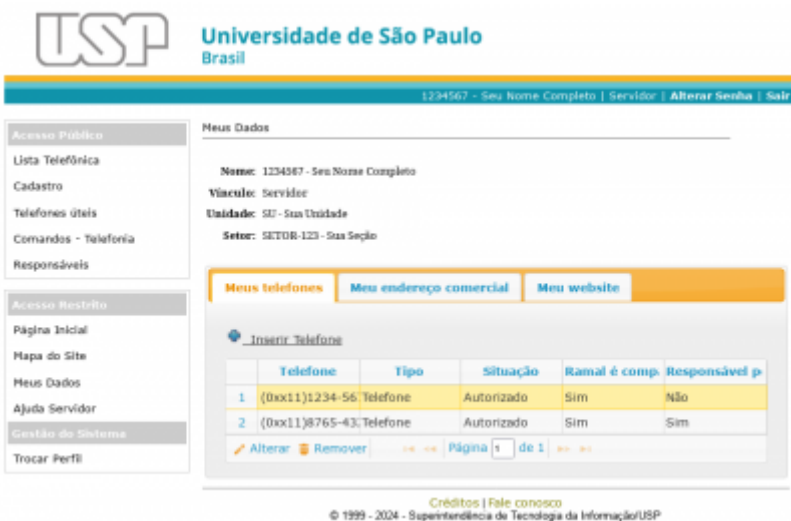 USP
Universidade de São Paulo
Brasil
1234567 - Seu Nome Completo | Servidor | Alterar Senha | Sair
Acesso Público
Lista Telefônica
Cadastro
Telefones úteis
Comandos - Telefonia
Responsáveis
Acesso Restrito
Página Inicial
Mapa do Site
Meus Dados
Ajuda Servidor
Gestão do Sistema
Trocar Perfil
Meus Dados
Nome: 1234567 - Seu Nome Completo
Vínculo: Servidor
Unidade: SU - Sua Unidade
Setor: SETOR-123 - Sua Seção
Meus telefones Meu endereço comercial Meu website
Inserir Telefone
Telefone Tipo Situação Ramal é comp. Responsável p
1 (0xx11)1234-56 Telefone Autorizado Sim Não
2 (0xx11)8765-43 Telefone Autorizado Sim Sim
Alterar Remover Página 1 de 1
Créditos | Fale conosco
© 1999 - 2024 - Superintendência de Tecnologia da Informação/USP